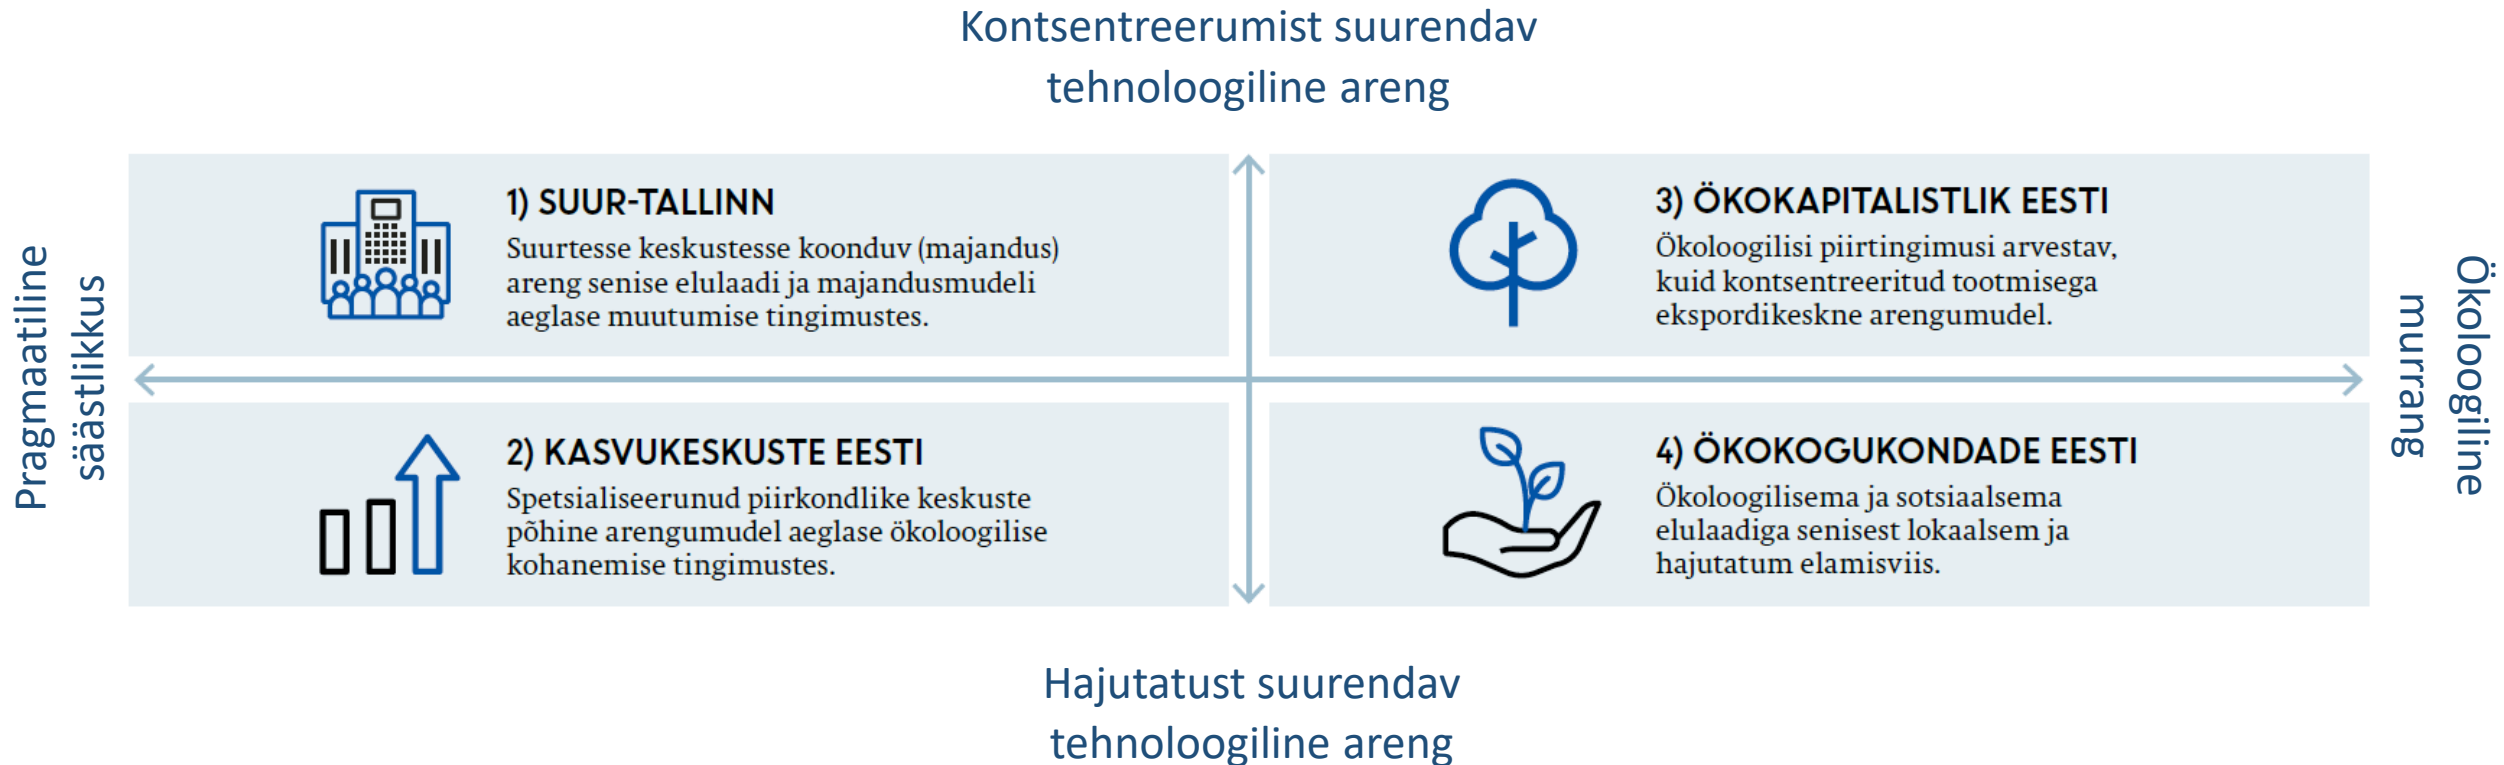 Kontsentreerumist suurendav
tehnoloogiline areng
Pragmaatiline
säästlikkus
1) SUUR-TALLINN
Suurtesse keskustesse koonduv (majandus)
areng senise elulaadi ja majandusmudeli
aeglase muutumise tingimustes.
3) ÖKOKAPITALISTLIK EESTI
Ökoloogilisi piirtingimusi arvestav,
kuid kontsentreeritud tootmisega
ekspordikeskne arengumudel.
2) KASVUKESKUSTE EESTI
Spetsialiseerunud piirkondlike keskuste
põhine arengumudel aeglase ökoloogilise
kohanemise tingimustes.
4) ÖKOKOGUKONDADE EESTI
Ökoloogilisema ja sotsiaalsema
elulaadiga senisest lokaalsem ja
hajutatum elamisviis.
Ökoloogiline
murrang
Hajutatust suurendav
tehnoloogiline areng